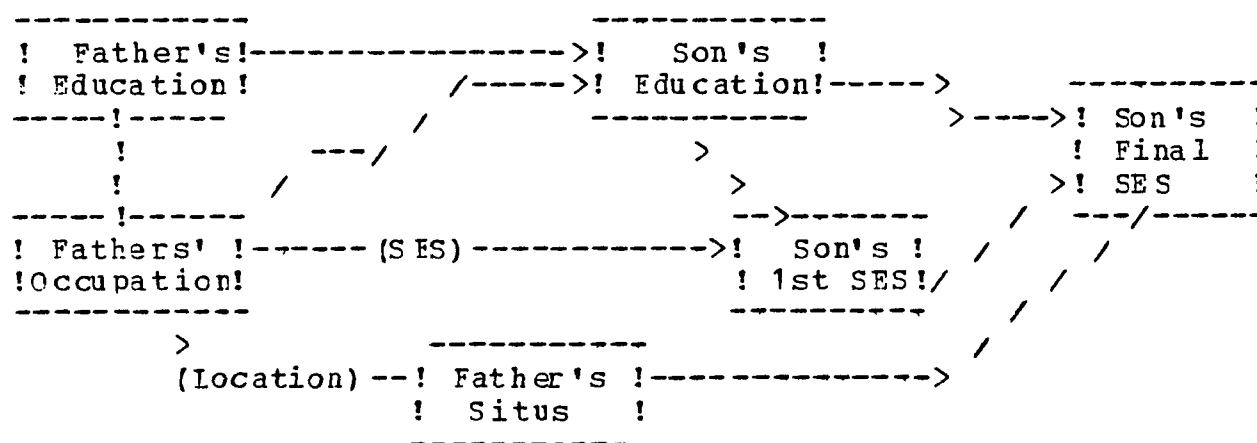 Father's Son's
Education Education
Son's
Final
SES
Fathers' (SES) Son's
Occupation 1st SES
(Location) Father's
Situs